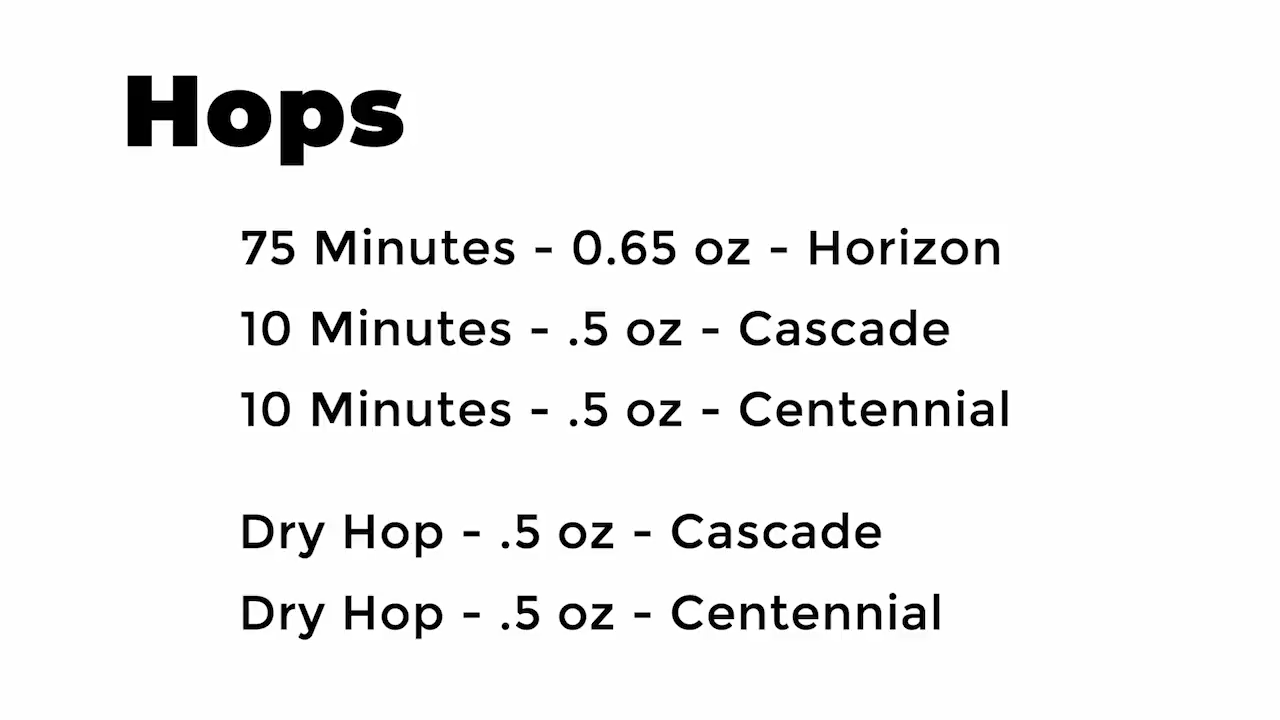 Hops
75 Minutes - 0.65 oz - Horizon
10 Minutes - .5 oz - Cascade
10 Minutes - .5 oz - Centennial
Dry Hop - .5 oz - Cascade
Dry Hop - .5 oz - Centennial